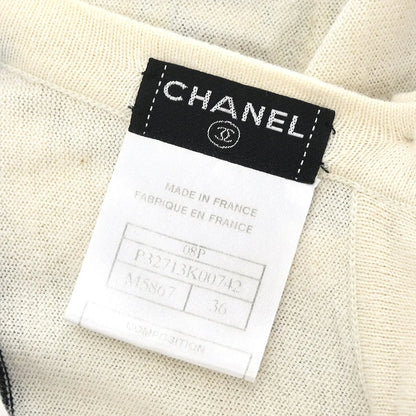 CHANEL
MADE IN FRANCE
FABRIQUE EN FRANCE
08P
P32713K00742
M5867 36
COMPOSITION